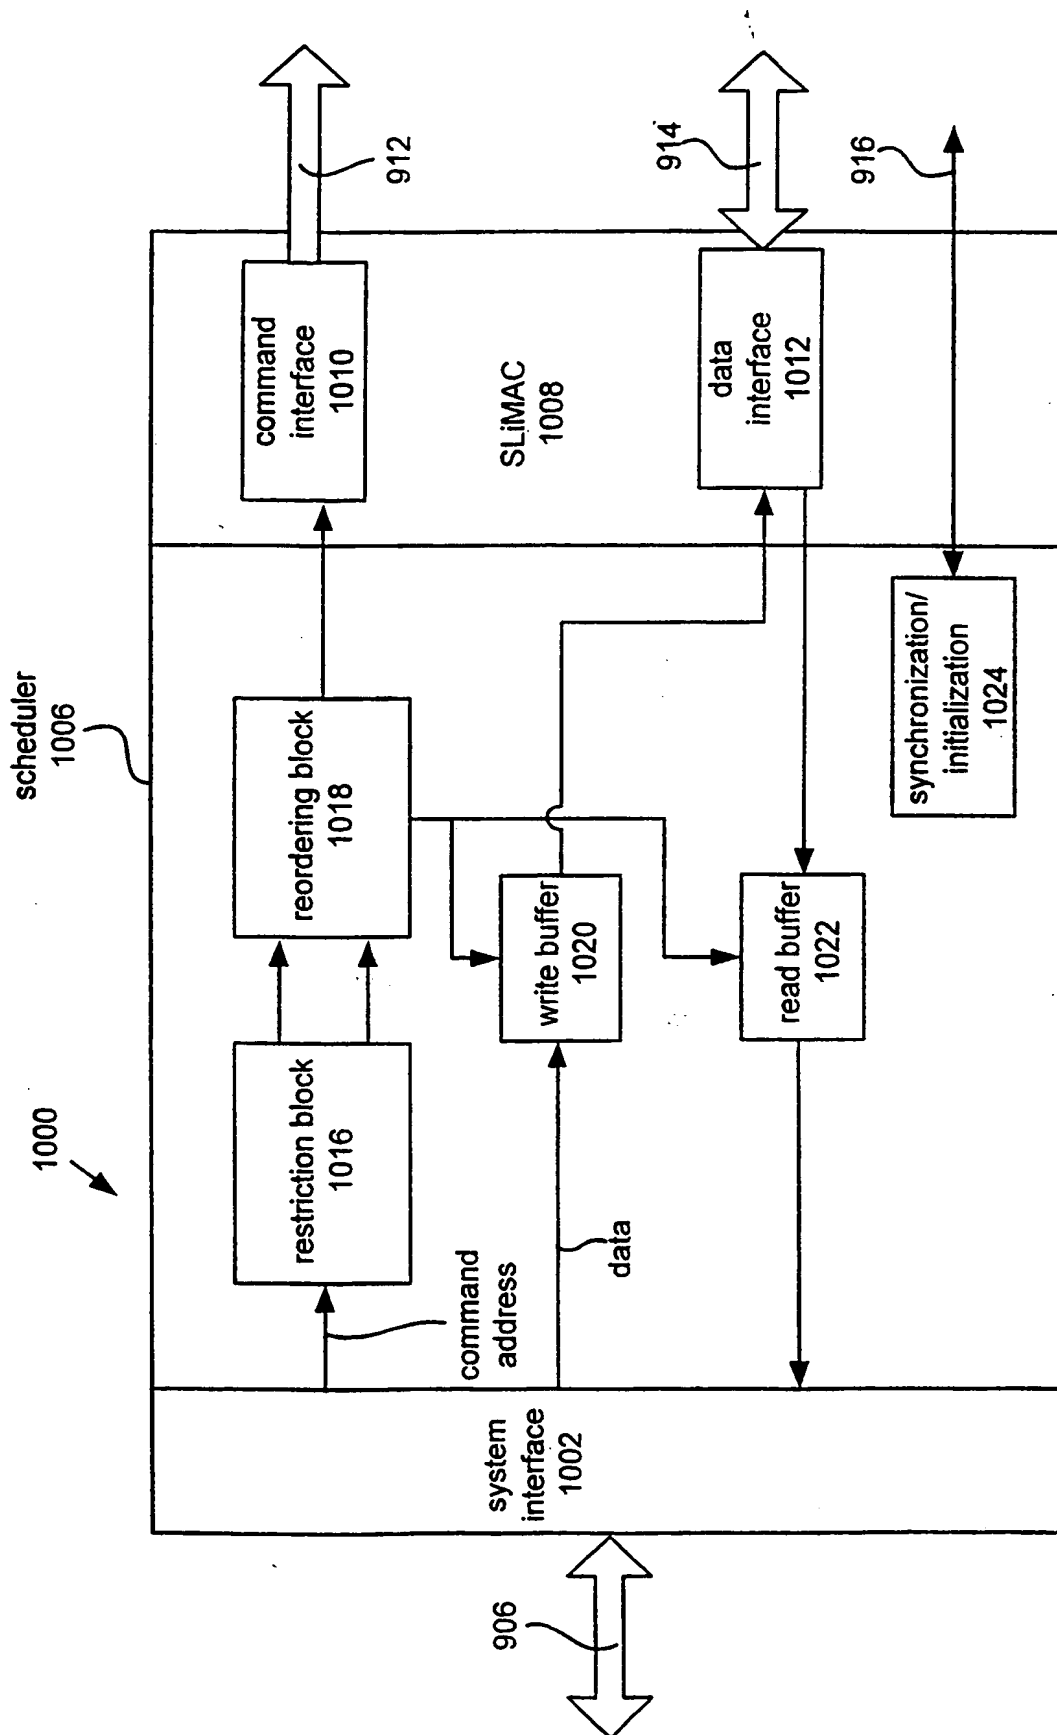 1000
scheduler
1006
906
system
interface
1002
command
address
data
restriction block
1016
reordering block
1018
write buffer
1020
read buffer
1022
synchronization/
initialization
1024
SLiMAC
1008
command
interface
1010
data
interface
1012
912
914
916